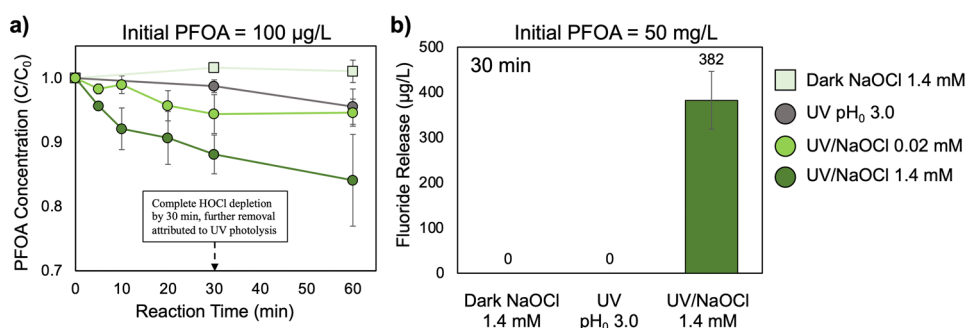 a)
Initial PFOA = 100 µg/L
PFOA Concentration (C/C₀)
1.0
0.9
0.8
0.7
0
10
20
30
40
50
60
Reaction Time (min)
Complete HOCl depletion
by 30 min, further removal
attributed to UV photolysis
b)
Initial PFOA = 50 mg/L
30 min
Fluoride Release (µg/L)
500
400
300
200
100
0
0
0
382
Dark NaOCl
1.4 mM
UV
pH₀ 3.0
UV/NaOCl
1.4 mM
Dark NaOCl 1.4 mM
UV pH₀ 3.0
UV/NaOCl 0.02 mM
UV/NaOCl 1.4 mM